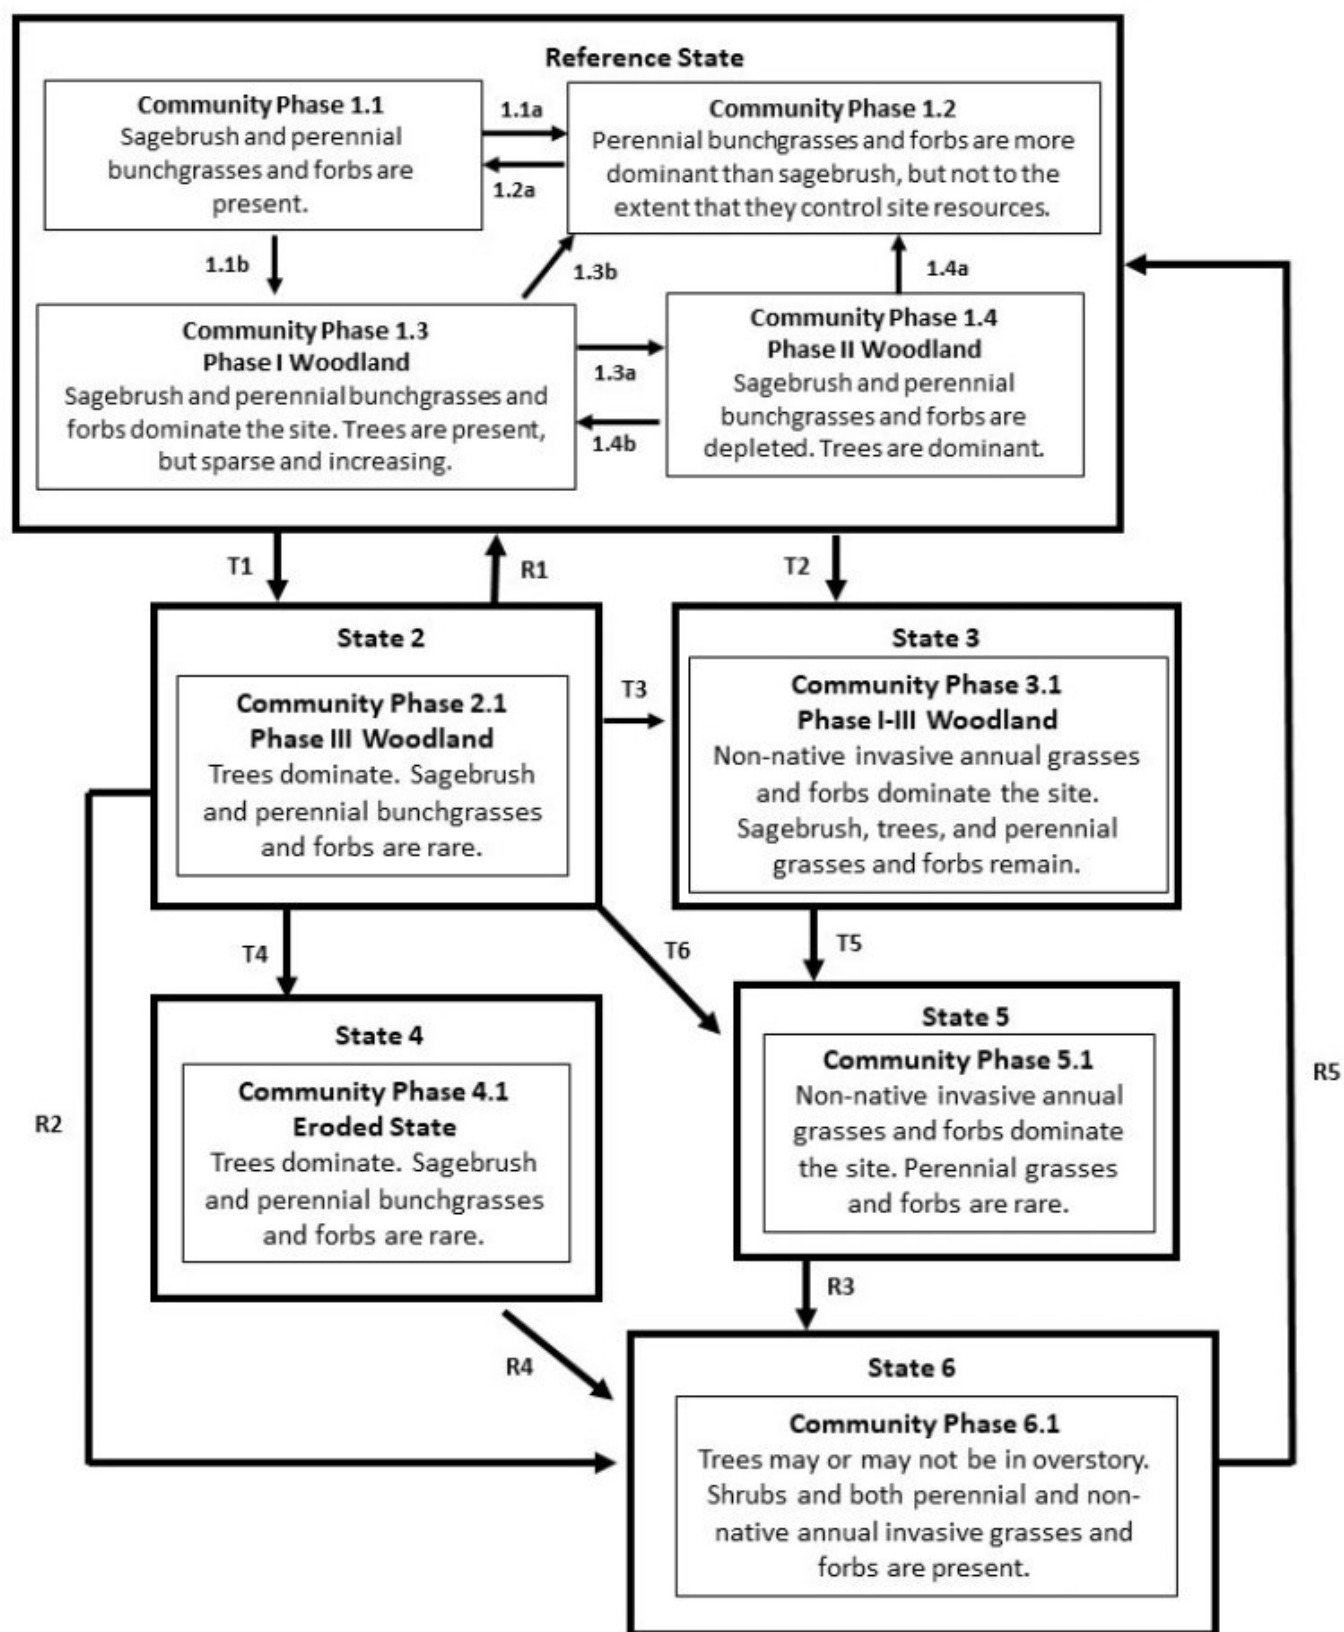 Reference State
Community Phase 1.1
Sagebrush and perennial
bunchgrasses and forbs are
present.
1.1a
1.2a
Community Phase 1.2
Perennial bunchgrasses and forbs are more
dominant than sagebrush, but not to the
extent that they control site resources.
1.1b
1.3b
1.4a
Community Phase 1.3
Phase I Woodland
Sagebrush and perennial bunchgrasses and
forbs dominate the site. Trees are present,
but sparse and increasing.
1.3a
1.4b
Community Phase 1.4
Phase II Woodland
Sagebrush and perennial
bunchgrasses and forbs are
depleted. Trees are dominant.
T1
R1
T2
State 2
Community Phase 2.1
Phase III Woodland
Trees dominate. Sagebrush
and perennial bunchgrasses
and forbs are rare.
T3
State 3
Community Phase 3.1
Phase I-III Woodland
Non-native invasive annual grasses
and forbs dominate the site.
Sagebrush, trees, and perennial
grasses and forbs remain.
T4
T6
T5
State 4
Community Phase 4.1
Eroded State
Trees dominate. Sagebrush
and perennial bunchgrasses
and forbs are rare.
State 5
Community Phase 5.1
Non-native invasive annual
grasses and forbs dominate
the site. Perennial grasses
and forbs are rare.
R5
R2
R3
R4
State 6
Community Phase 6.1
Trees may or may not be in overstory.
Shrubs and both perennial and non-
native annual invasive grasses and
forbs are present.